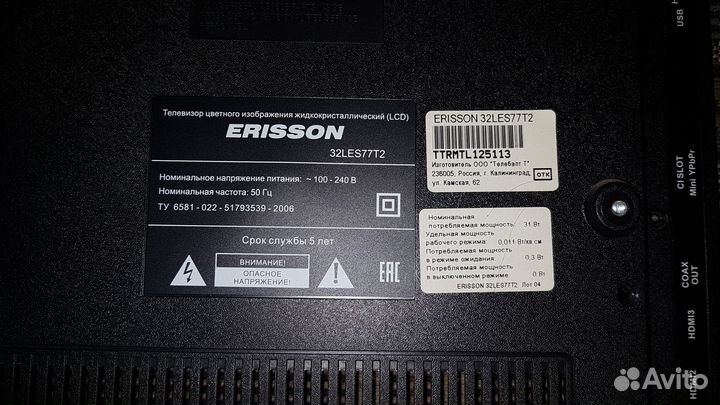 Телевизор цветного изображения жидкокристаллический (LCD)
ERISSON
32LES77T2
Номинальное напряжение питания: ~ 100 - 240 В
Номинальная частота: 50 Гц
ТУ 6581 - 022 - 51793539 - 2006
Срок службы 5 лет
ВНИМАНИЕ!
ОПАСНОЕ
НАПРЯЖЕНИЕ!
EAC
ERISSON 32LES77T2
TTRMTL125113
Изготовитель ООО "Телебалт Т"
236005, Россия, г. Калининград,
ул. Камская, 62
ОТК
Номинальная
потребляемая мощность: 31 Вт
Удельная мощность
рабочего режима 0,011 Вт/кв.см
Потребляемая мощность
в режиме ожидания 0,3 Вт
Потребляемая мощность
в выключенном режиме 0 Вт
ERISSON 32LES77T2 Лот 04
USB
CI SLOT
Mini YPbPr
COAX
OUT
HDMI3
HDMI2
Avito